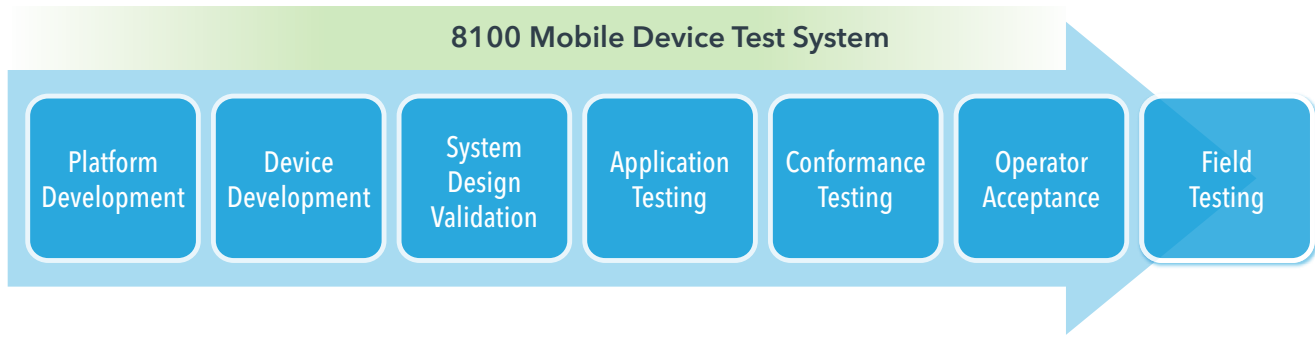 8100 Mobile Device Test System
Platform
Development
Device
Development
System
Design
Validation
Application
Testing
Conformance
Testing
Operator
Acceptance
Field
Testing